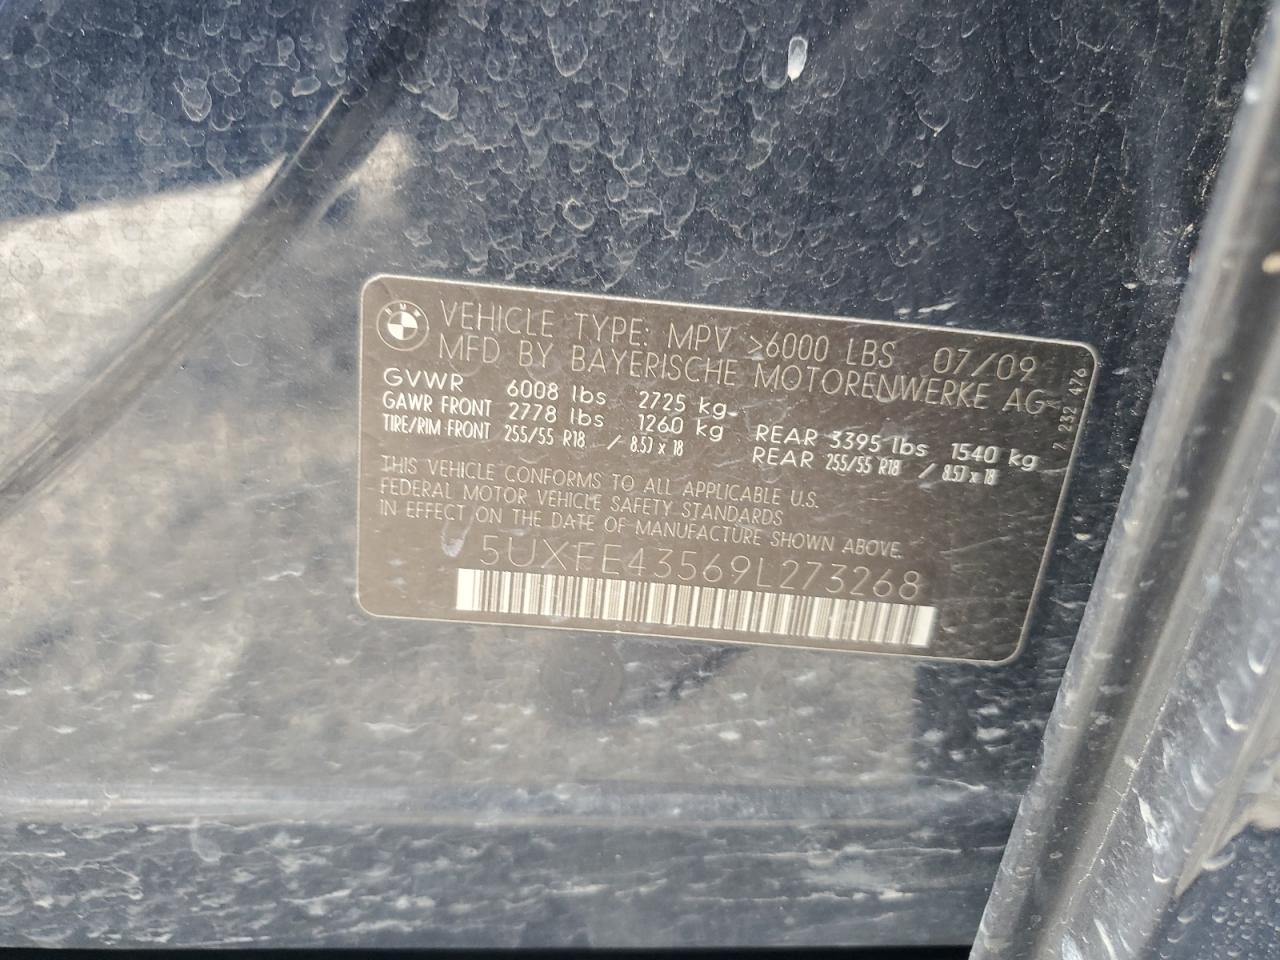 BMW
VEHICLE TYPE: MPV >6000 LBS 07/09
MFD BY BAYERISCHE MOTORENWERKE AG
GVWR 6008 lbs 2725 kg
GAWR FRONT 2778 lbs 1260 kg REAR 3395 lbs 1540 kg
TIRE/RIM FRONT 255/55 R18 / 8.5J x 18 REAR 255/55 R18 / 8.5J x 18
THIS VEHICLE CONFORMS TO ALL APPLICABLE U.S.
FEDERAL MOTOR VEHICLE SAFETY STANDARDS
IN EFFECT ON THE DATE OF MANUFACTURE SHOWN ABOVE.
5UXFE43569L273268
7 232 476